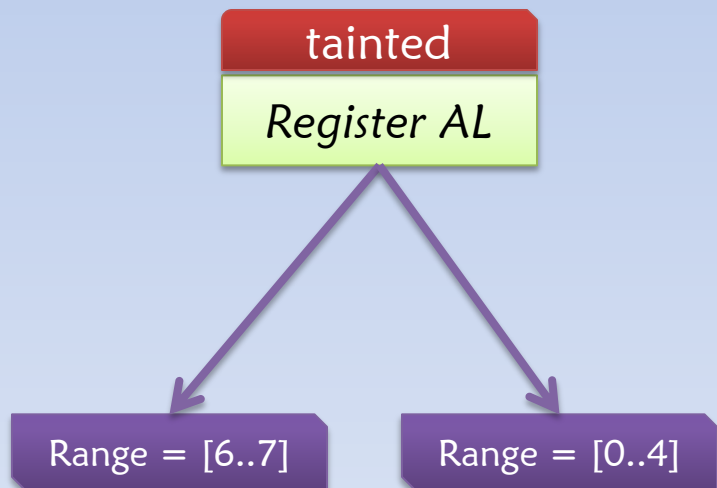 tainted
Register AL
Range = [6..7]
Range = [0..4]